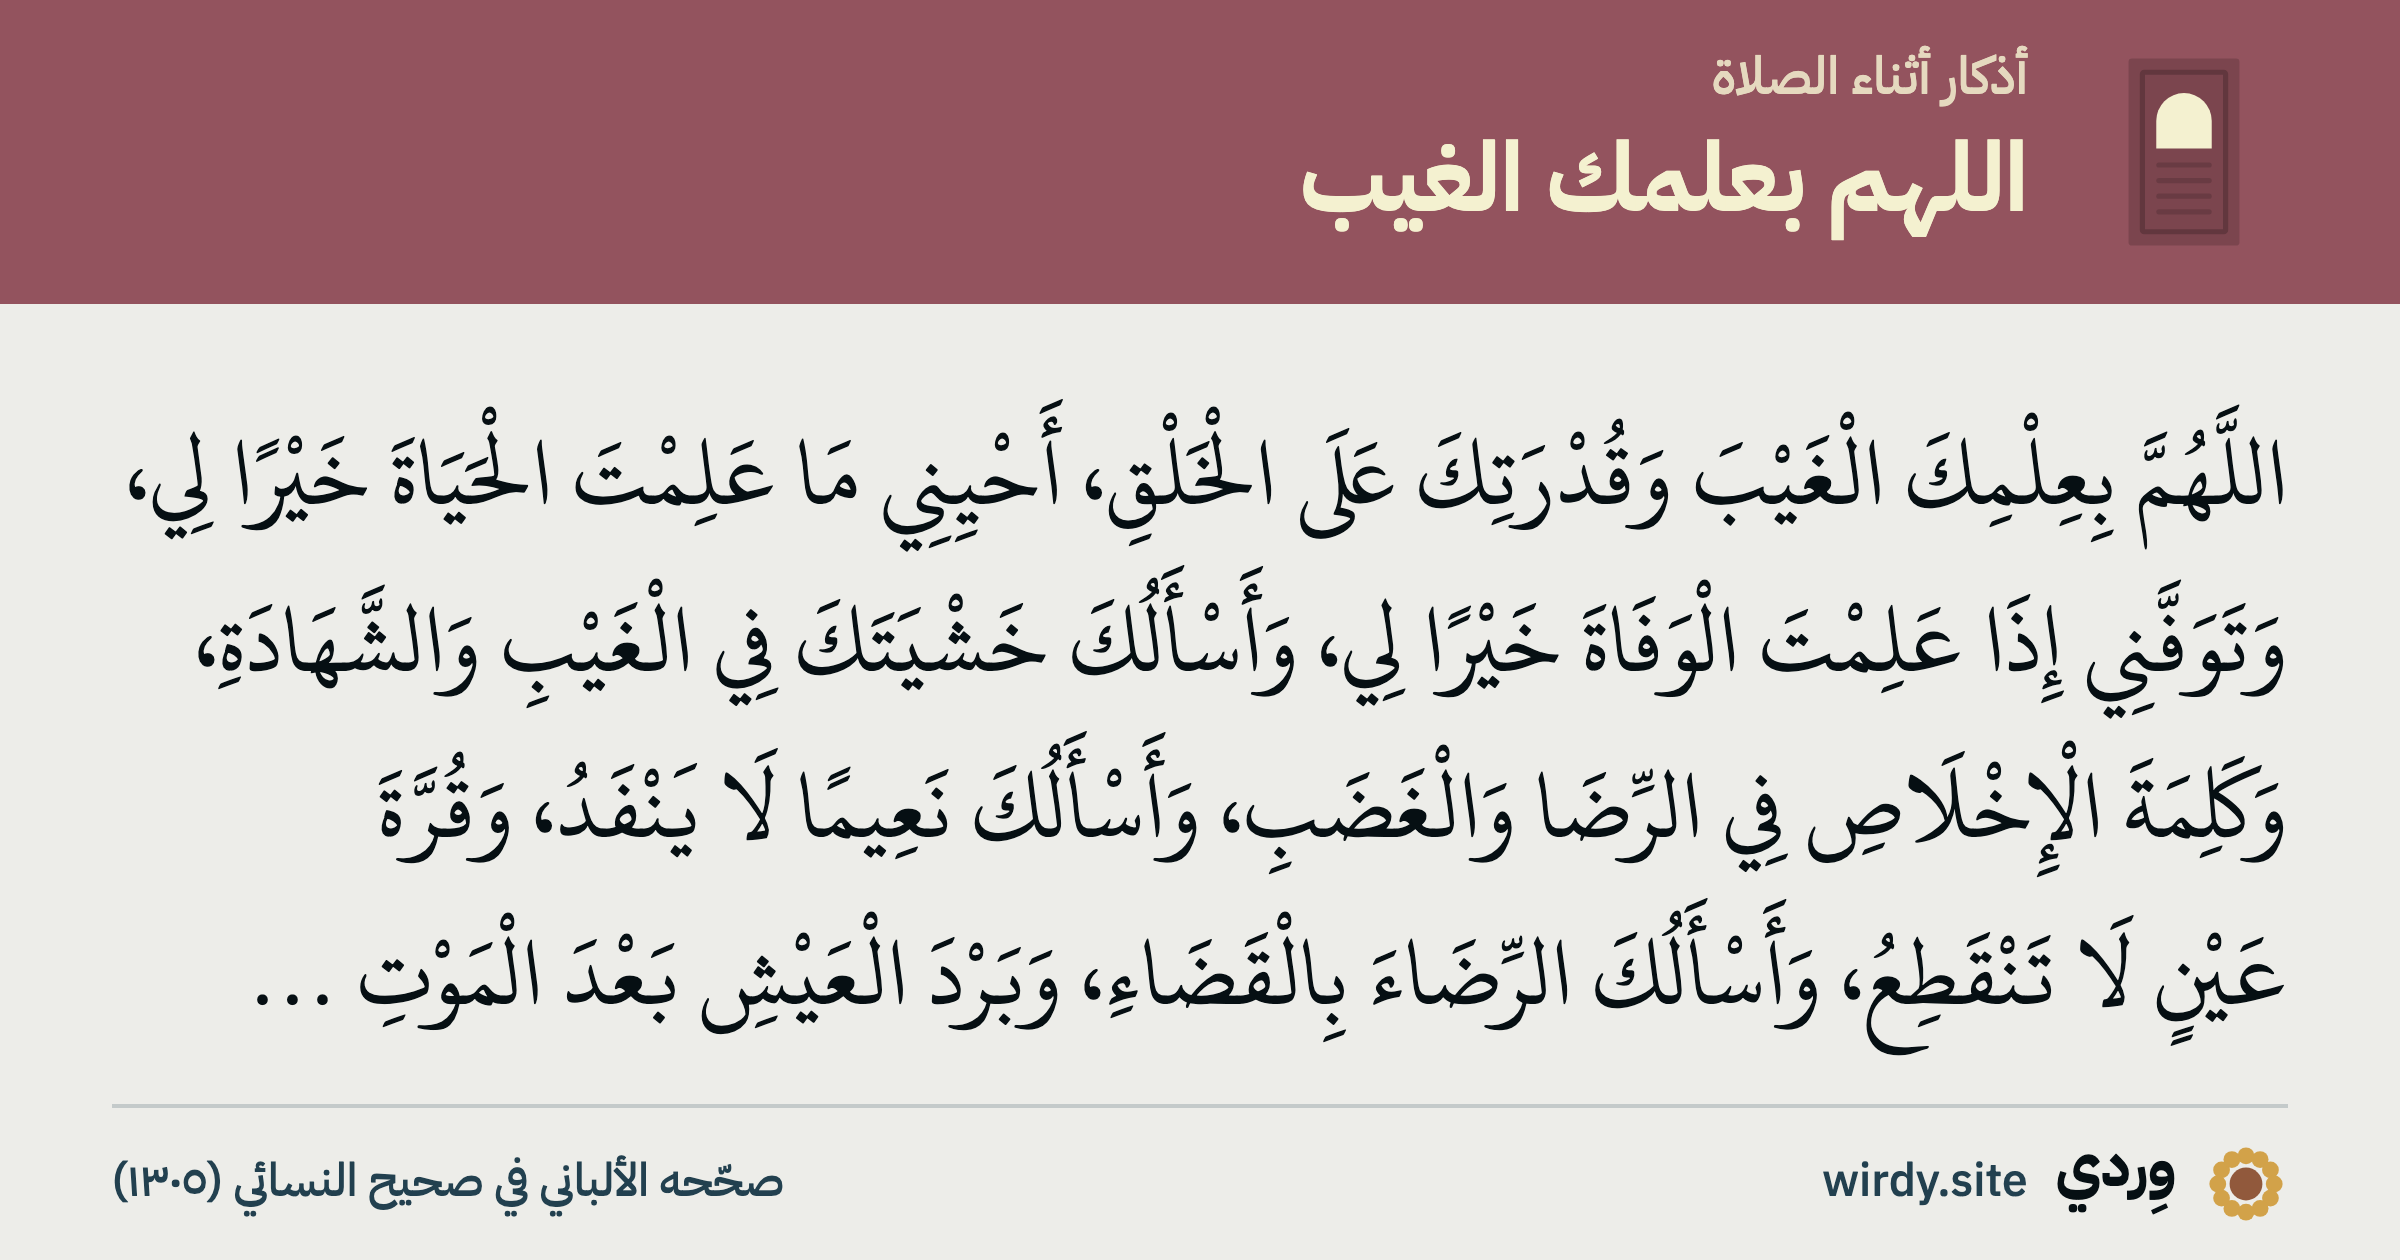 أذكار أثناء الصلاة
اللهم بعلمك الغيب
اللَّهُمَّ بِعِلْمِكَ الْغَيْبَ وَقُدْرَتِكَ عَلَى الْخَلْقِ، أَحْيِنِي مَا عَلِمْتَ الْحَيَاةَ خَيْرًا لِي،
وَتَوَفَّنِي إِذَا عَلِمْتَ الْوَفَاةَ خَيْرًا لِي، وَأَسْأَلُكَ خَشْيَتَكَ فِي الْغَيْبِ وَالشَّهَادَةِ،
وَكَلِمَةَ الْإِخْلَاصِ فِي الرِّضَا وَالْغَضَبِ، وَأَسْأَلُكَ نَعِيمًا لَا يَنْفَدُ، وَقُرَّةَ
عَيْنٍ لَا تَنْقَطِعُ، وَأَسْأَلُكَ الرِّضَاءَ بِالْقَضَاءِ، وَبَرْدَ الْعَيْشِ بَعْدَ الْمَوْتِ ...
وِردي wirdy.site
صحّحه الألباني في صحيح النسائي (١٣٠٥)